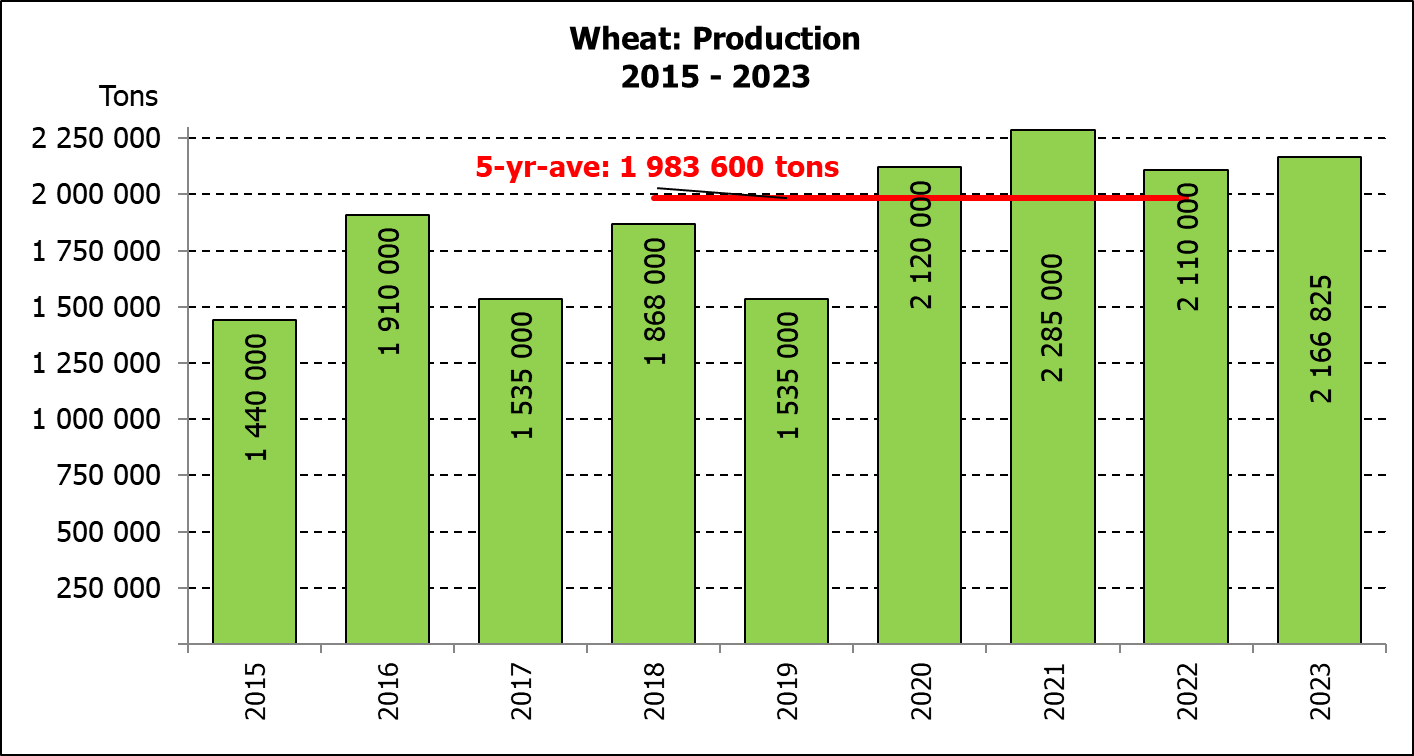 Wheat: Production
2015 - 2023
Tons
2 250 000
2 000 000
1 750 000
1 500 000
1 250 000
1 000 000
750 000
500 000
250 000
5-yr-ave: 1 983 600 tons
1 440 000
1 910 000
1 535 000
1 868 000
1 535 000
2 120 000
2 285 000
2 110 000
2 166 825
2015
2016
2017
2018
2019
2020
2021
2022
2023